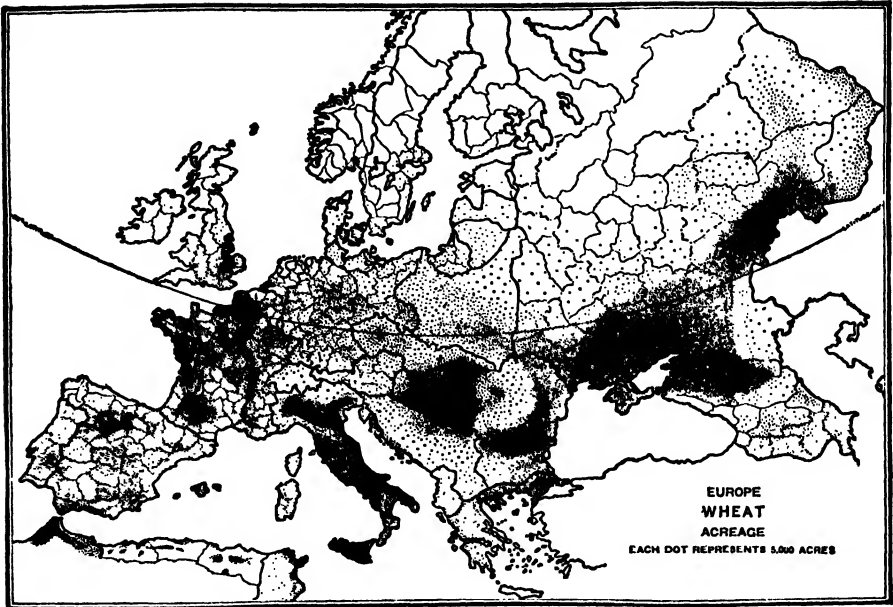 EUROPE
WHEAT
ACREAGE
EACH DOT REPRESENTS 5,000 ACRES